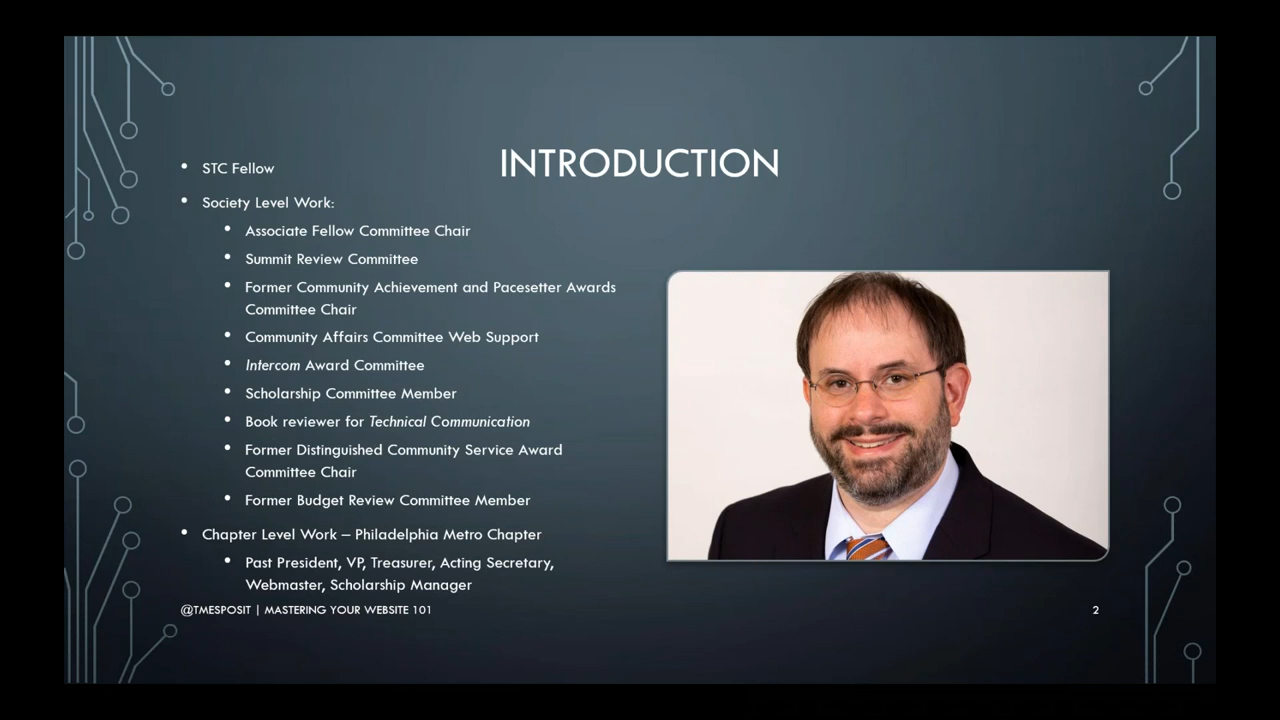 INTRODUCTION
• STC Fellow
• Society Level Work:
• Associate Fellow Committee Chair
• Summit Review Committee
• Former Community Achievement and Pacesetter Awards
Committee Chair
• Community Affairs Committee Web Support
• Intercom Award Committee
• Scholarship Committee Member
• Book reviewer for Technical Communication
• Former Distinguished Community Service Award
Committee Chair
• Former Budget Review Committee Member
• Chapter Level Work – Philadelphia Metro Chapter
• Past President, VP, Treasurer, Acting Secretary,
Webmaster, Scholarship Manager
@TMESPOSIT | MASTERING YOUR WEBSITE 101
2